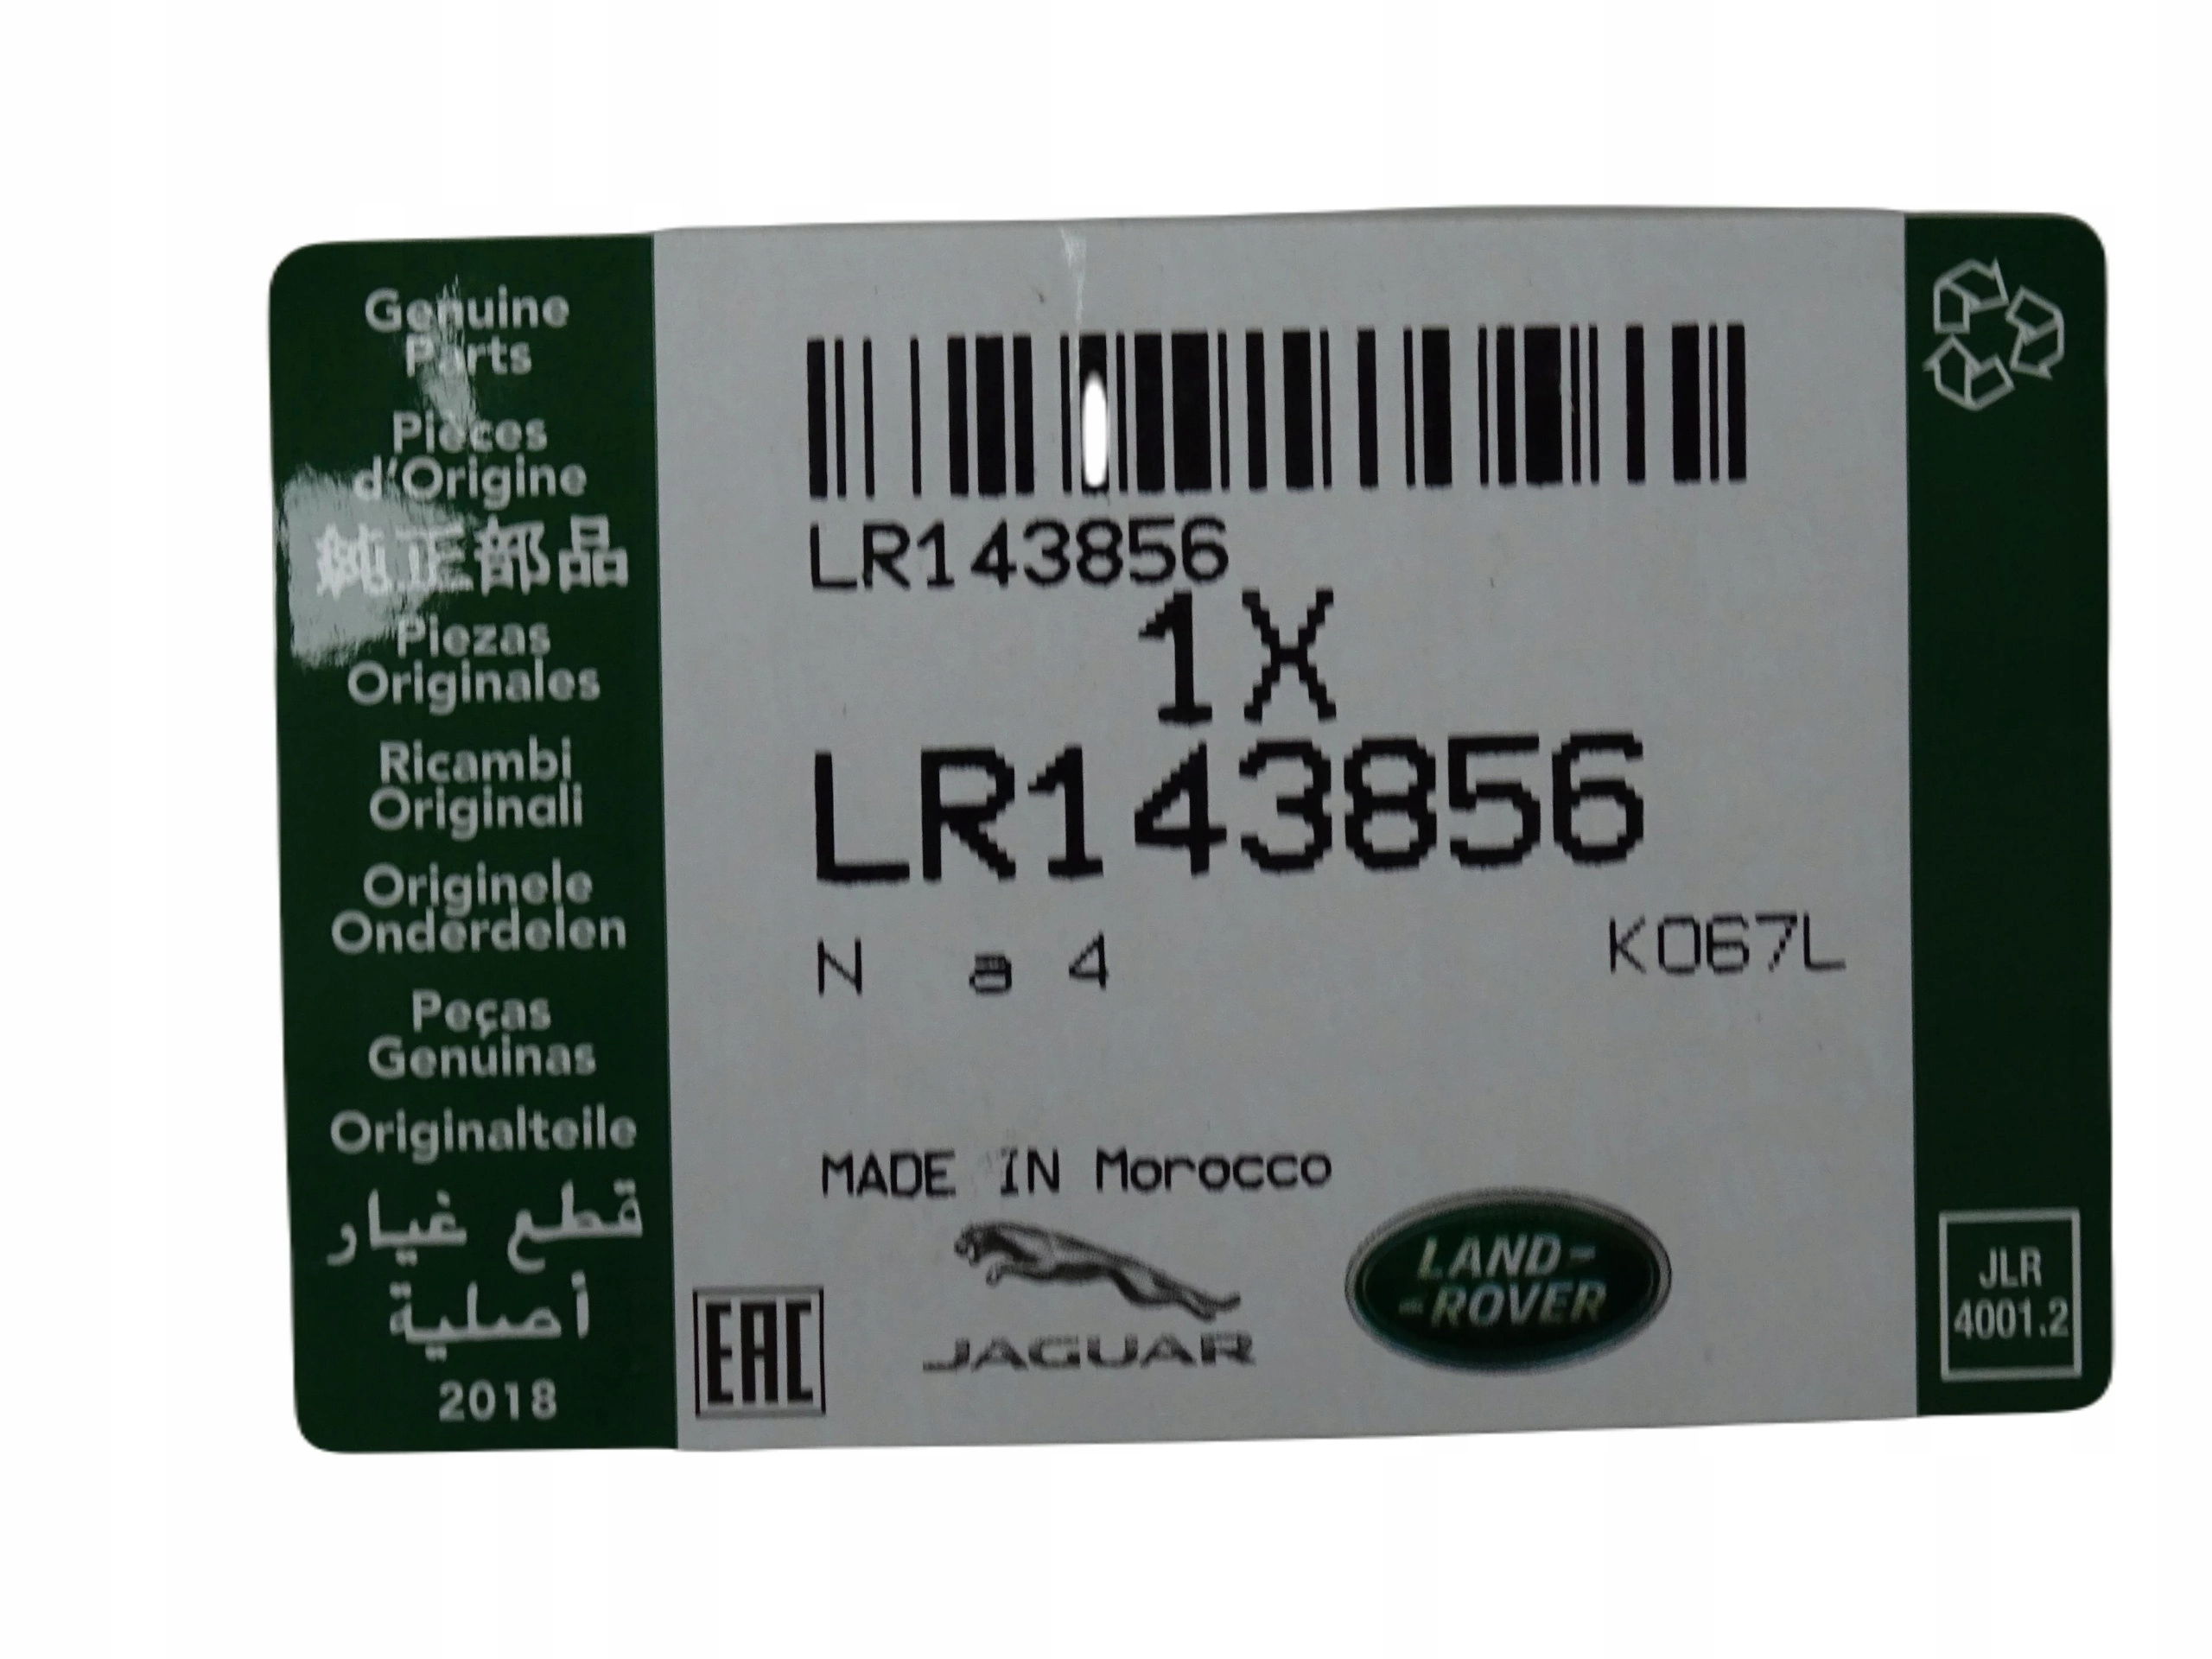 Genuine
Parts
Pièces
d'Origine
純正部品
Piezas
Originales
Ricambi
Originali
Originele
Onderdelen
Peças
Genuinas
Originalteile
قطع غيار
أصلية
2018
LR143856
1X
LR143856
N a 4 K067L
MADE IN Morocco
EAC
JAGUAR
LAND-
-ROVER
JLR
4001.2